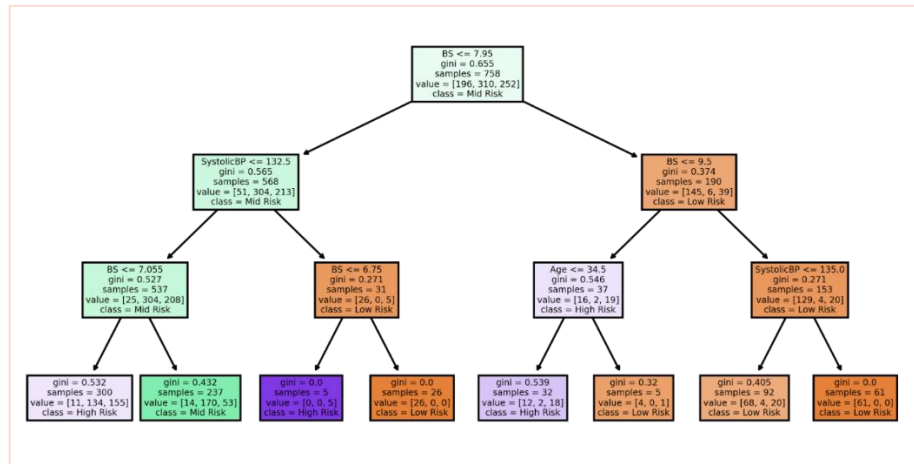 BS <= 7.95
gini = 0.655
samples = 758
value = [196, 310, 252]
class = Mid Risk
SystolicBP <= 132.5
gini = 0.565
samples = 568
value = [51, 304, 213]
class = Mid Risk
BS <= 9.5
gini = 0.374
samples = 190
value = [145, 6, 39]
class = Low Risk
BS <= 7.055
gini = 0.527
samples = 537
value = [25, 304, 208]
class = Mid Risk
BS <= 6.75
gini = 0.271
samples = 31
value = [26, 0, 5]
class = Low Risk
Age <= 34.5
gini = 0.546
samples = 37
value = [16, 2, 19]
class = High Risk
SystolicBP <= 135.0
gini = 0.271
samples = 153
value = [129, 4, 20]
class = Low Risk
gini = 0.532
samples = 300
value = [11, 134, 155]
class = High Risk
gini = 0.432
samples = 237
value = [14, 170, 53]
class = Mid Risk
gini = 0.0
samples = 5
value = [0, 0, 5]
class = High Risk
gini = 0.0
samples = 26
value = [26, 0, 0]
class = Low Risk
gini = 0.539
samples = 32
value = [12, 2, 18]
class = High Risk
gini = 0.32
samples = 5
value = [4, 0, 1]
class = Low Risk
gini = 0.405
samples = 92
value = [68, 4, 20]
class = Low Risk
gini = 0.0
samples = 61
value = [61, 0, 0]
class = Low Risk